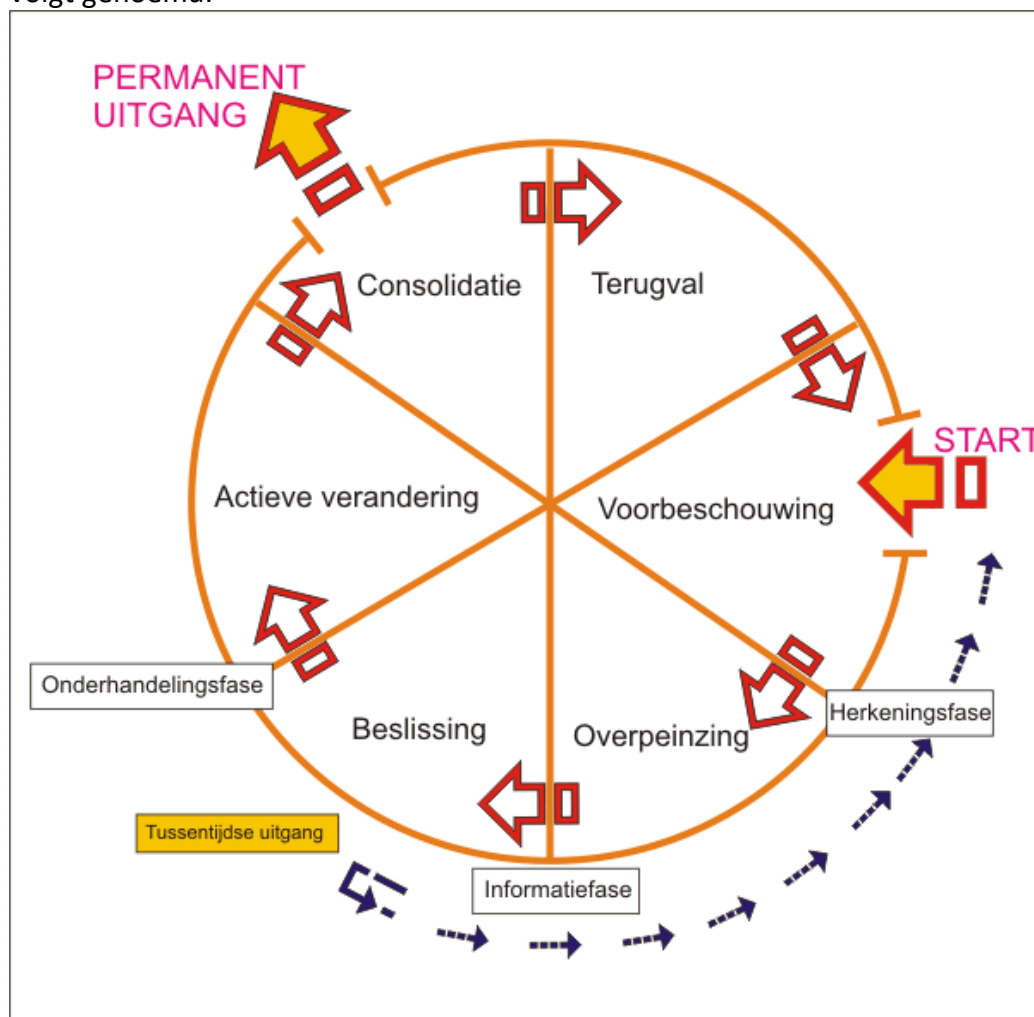 PERMANENT
UITGANG
Consolidatie
Terugval
START
Actieve verandering
Voorbeschouwing
Onderhandelingsfase
Herkeningsfase
Beslissing
Overpeinzing
Tussentijdse uitgang
Informatiefase